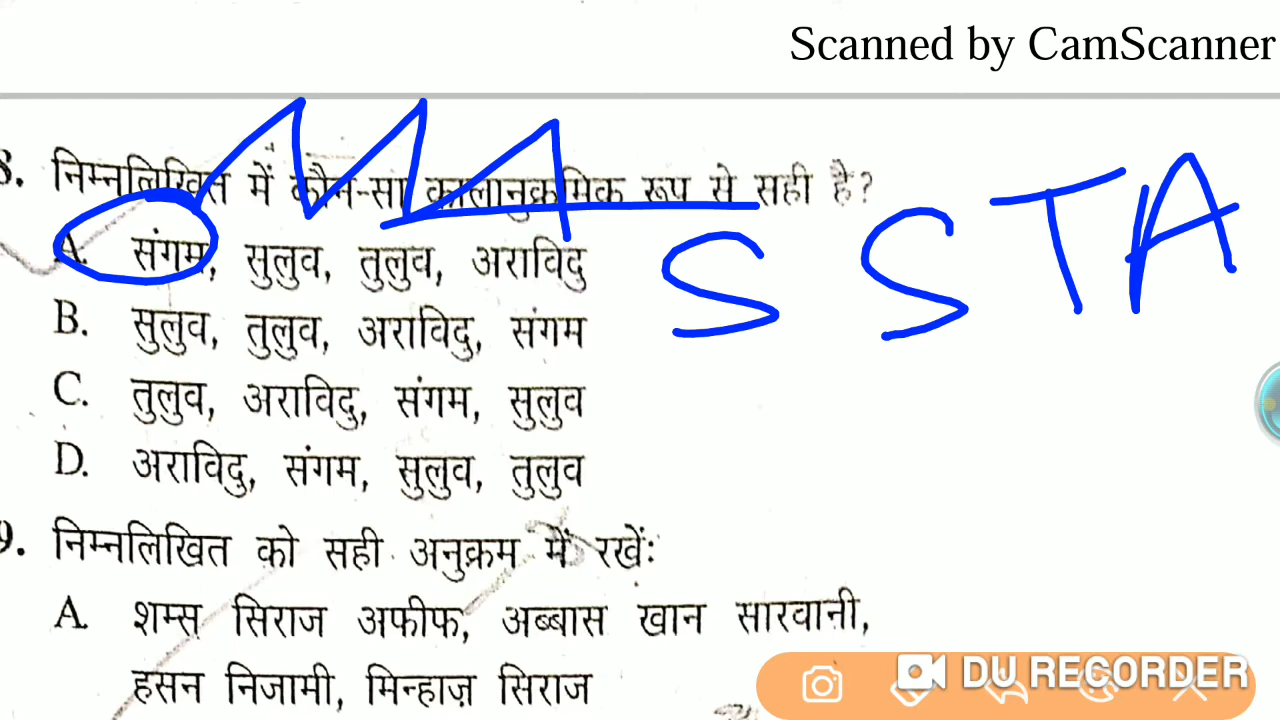 Scanned by CamScanner
8. निम्नलिखित में कौन-सा कालानुक्रमिक रूप से सही है?
A. संगम, सुलुव, तुलुव, अराविदु
S S T A
B. सुलुव, तुलुव, अराविदु, संगम
C. तुलुव, अराविदु, संगम, सुलुव
D. अराविदु, संगम, सुलुव, तुलुव
9. निम्नलिखित को सही अनुक्रम में रखेंः
A शम्स सिराज अफीफ, अब्बास खान सारवानी,
हसन निजामी, मिन्हाज़ सिराज
DU RECORDER